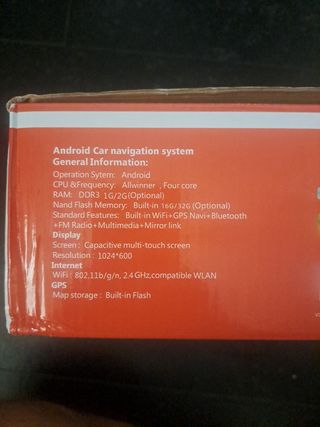 Android Car navigation system
General Information:
Operation Sytem: Android
CPU &Frequency: Allwinner , Four core
RAM: DDR3 1G/2G(Optional)
Nand Flash Memory: Built-in 16G/32G(Optional)
Standard Features: Built-in WiFi+GPS Navi+Bluetooth
+FM Radio+Multimedia+Mirror link
Display
Screen : Capacitive multi-touch screen
Resolution : 1024*600
Internet
WiFi : 802.11b/g/n, 2.4GHz,compatible WLAN
GPS
Map storage : Built-in Flash